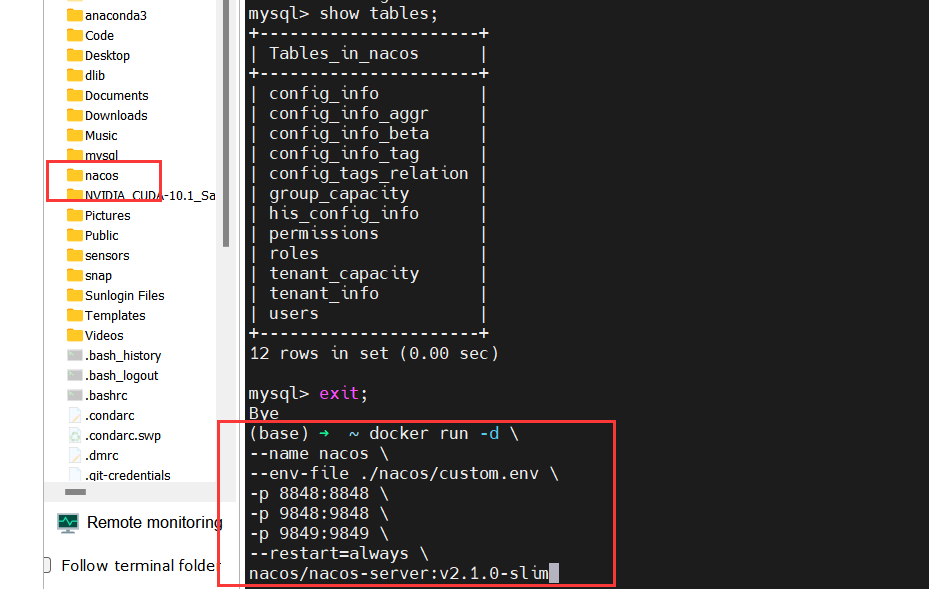 anaconda3
Code
Desktop
dlib
Documents
Downloads
Music
mysql
nacos
NVIDIA_CUDA-10.1_Sa
Pictures
Public
sensors
snap
Sunlogin Files
Templates
Videos
.bash_history
.bash_logout
.bashrc
.condarc
.condarc.swp
.dmrc
.git-credentials
Remote monitoring
Follow terminal folder
mysql> show tables;
+----------------------+
| Tables_in_nacos      |
+----------------------+
| config_info          |
| config_info_aggr     |
| config_info_beta     |
| config_info_tag      |
| config_tags_relation |
| group_capacity       |
| his_config_info      |
| permissions          |
| roles                |
| tenant_capacity      |
| tenant_info          |
| users                |
+----------------------+
12 rows in set (0.00 sec)
mysql> exit;
Bye
(base) → ~ docker run -d \
--name nacos \
--env-file ./nacos/custom.env \
-p 8848:8848 \
-p 9848:9848 \
-p 9849:9849 \
--restart=always \
nacos/nacos-server:v2.1.0-slim